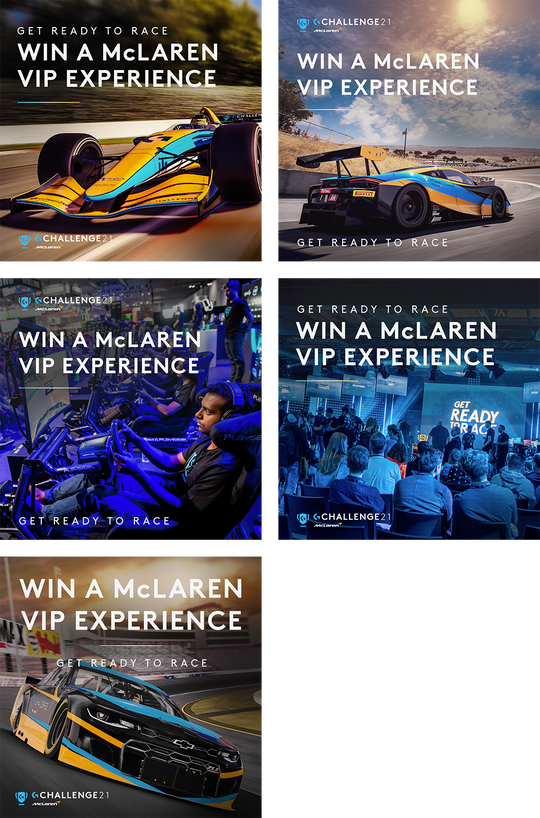 GET READY TO RACE
WIN A McLAREN
VIP EXPERIENCE
CHALLENGE21
McLaren
CHALLENGE21
McLaren
WIN A McLAREN
VIP EXPERIENCE
PIRELLI
GET READY TO RACE
CHALLENGE21
McLaren
WIN A McLAREN
VIP EXPERIENCE
GET READY TO RACE
GET READY TO RACE
WIN A McLAREN
VIP EXPERIENCE
GET
READY
TO RACE
CHALLENGE21
McLaren
WIN A McLAREN
VIP EXPERIENCE
GET READY TO RACE
CHALLENGE21
McLaren